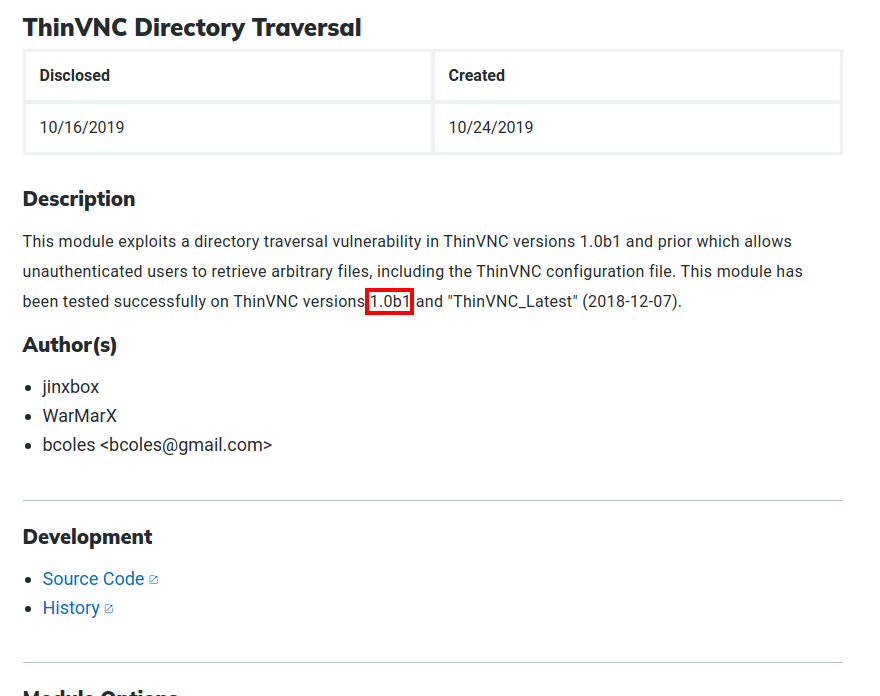 ThinVNC Directory Traversal
Disclosed Created
10/16/2019 10/24/2019
Description
This module exploits a directory traversal vulnerability in ThinVNC versions 1.0b1 and prior which allows
unauthenticated users to retrieve arbitrary files, including the ThinVNC configuration file. This module has
been tested successfully on ThinVNC versions 1.0b1 and "ThinVNC_Latest" (2018-12-07).
Author(s)
jinxbox
WarMarX
bcoles <bcoles@gmail.com>
Development
Source Code
History
Module Options